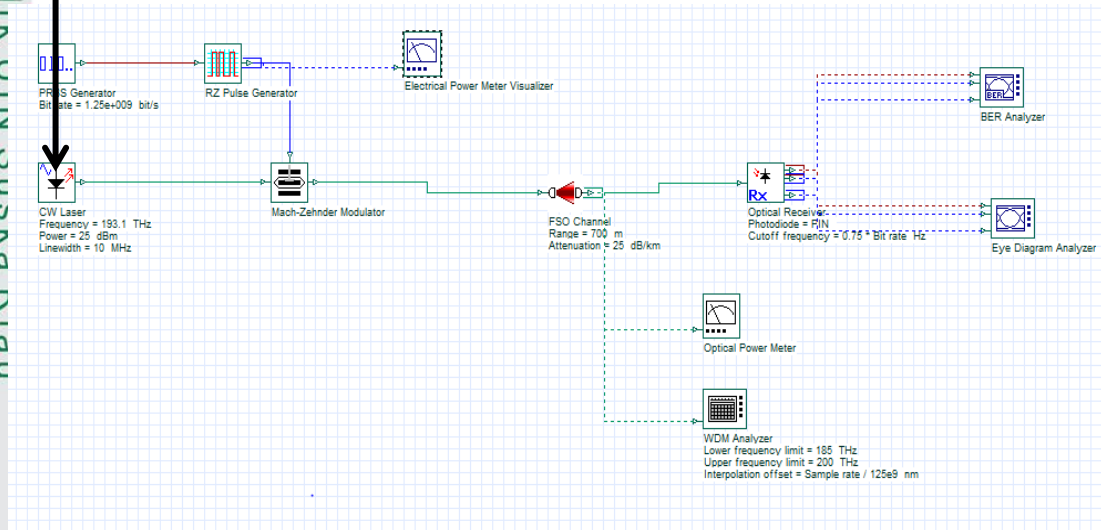 Electrical Power Meter Visualizer
PRBS Generator
Bit rate = 1.25e+009 bit/s
RZ Pulse Generator
BER
BER Analyzer
CW Laser
Frequency = 193.1 THz
Power = 25 dBm
Linewidth = 10 MHz
Mach-Zehnder Modulator
FSO Channel
Range = 700 m
Attenuation = 25 dB/km
Rx
Optical Receiver
Photodiode = PIN
Cutoff frequency = 0.75 * Bit rate Hz
Eye Diagram Analyzer
Optical Power Meter
WDM Analyzer
Lower frequency limit = 185 THz
Upper frequency limit = 200 THz
Interpolation offset = Sample rate / 125e9 nm